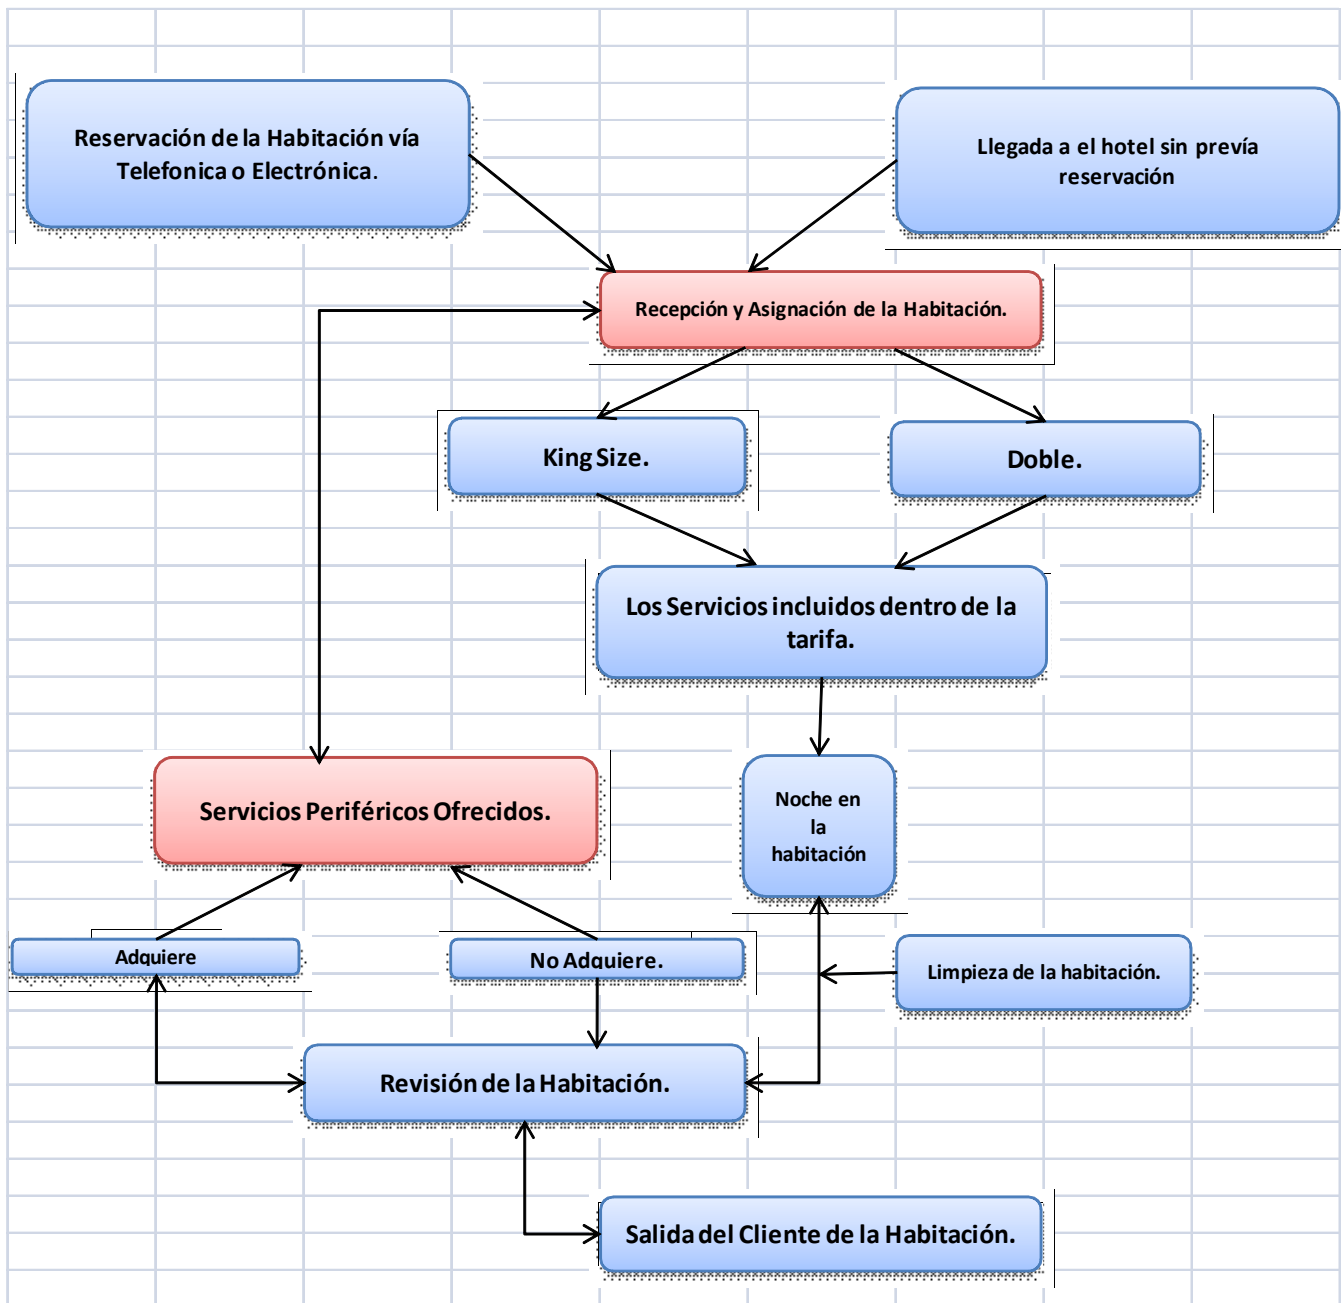 Reservación de la Habitación vía
Telefonica o Electrónica.
Llegada a el hotel sin prevía
reservación
Recepción y Asignación de la Habitación.
King Size.
Doble.
Los Servicios incluidos dentro de la
tarifa.
Servicios Periféricos Ofrecidos.
Noche en
la
habitación
Adquiere
No Adquiere.
Limpieza de la habitación.
Revisión de la Habitación.
Salida del Cliente de la Habitación.